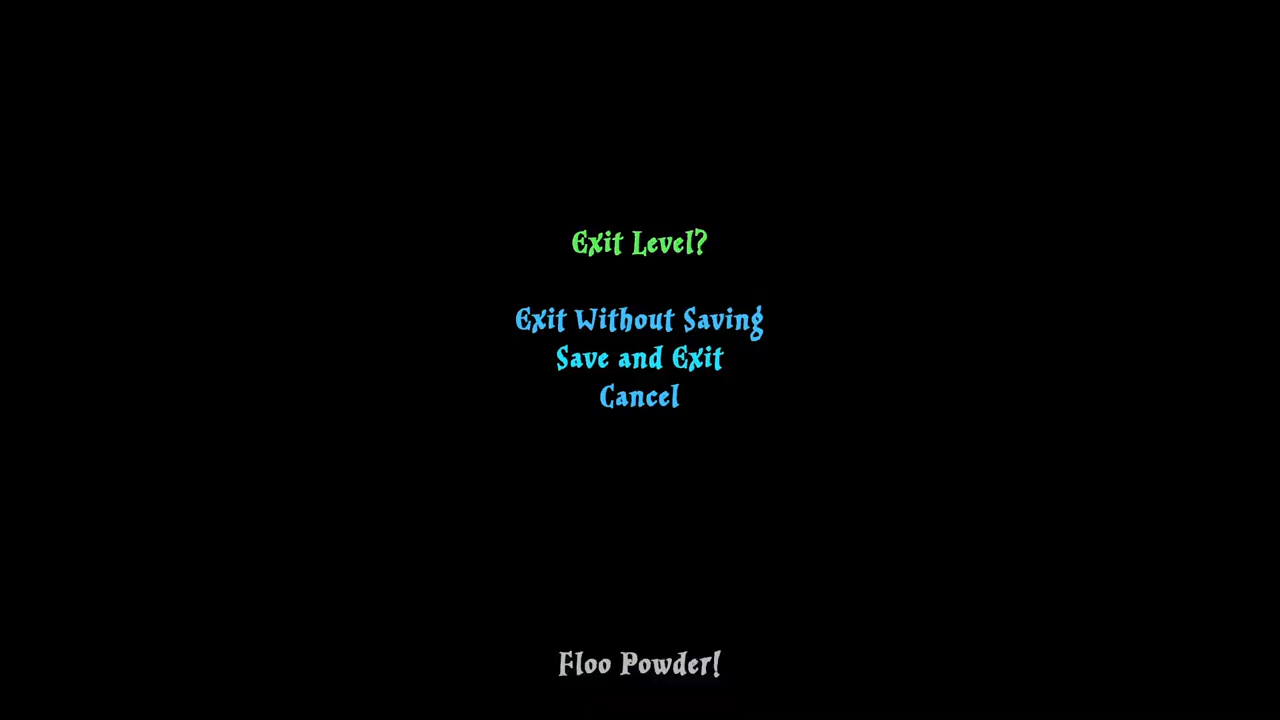 Exit Level?
Exit Without Saving
Save and Exit
Cancel
Floo Powder!